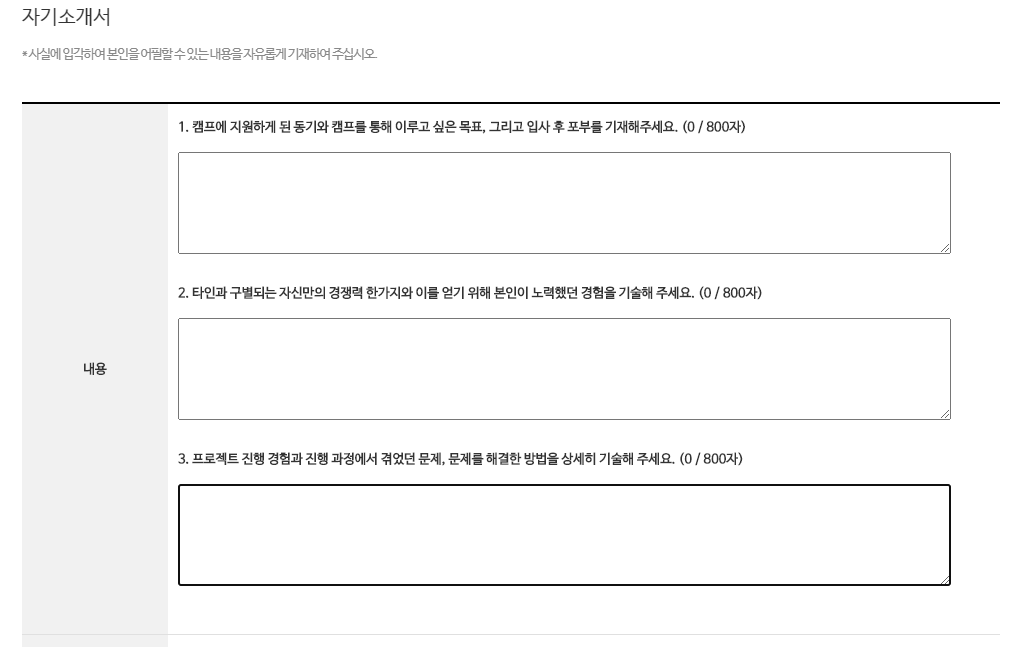 자기소개서
* 사실에 입각하여 본인을 어필할 수 있는 내용을 자유롭게 기재하여 주십시오.
1. 캠프에 지원하게 된 동기와 캠프를 통해 이루고 싶은 목표, 그리고 입사 후 포부를 기재해주세요. (0 / 800자)
2. 타인과 구별되는 자신만의 경쟁력 한가지와 이를 얻기 위해 본인이 노력했던 경험을 기술해 주세요. (0 / 800자)
내용
3. 프로젝트 진행 경험과 진행 과정에서 겪었던 문제, 문제를 해결한 방법을 상세히 기술해 주세요. (0 / 800자)